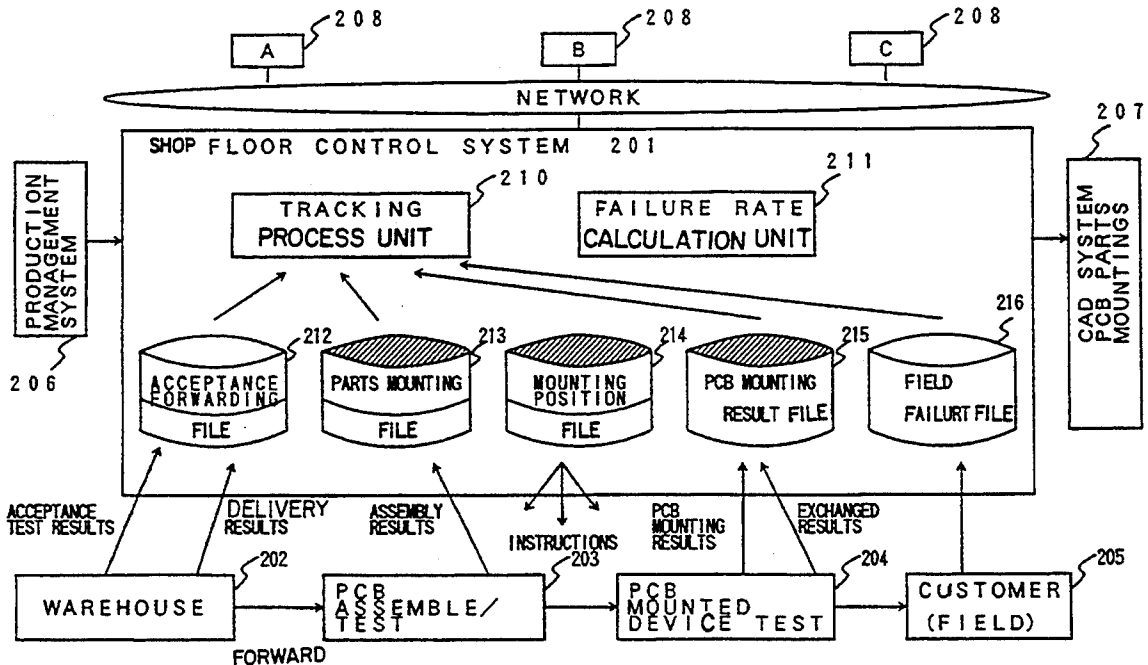 208
208
208
A
B
C
NETWORK
207
SHOP FLOOR CONTROL SYSTEM 201
210
211
PRODUCTION
MANAGEMENT
SYSTEM
TRACKING
PROCESS UNIT
FAILURE RATE
CALCULATION UNIT
CAD SYSTEM
PCB PARTS
MOUNTINGS
206
212
213
214
215
216
ACCEPTANCE
FORWARDING
FILE
PARTS MOUNTING
FILE
MOUNTING
POSITION
FILE
PCB MOUNTING
RESULT FILE
FIELD
FAILURT FILE
ACCEPTANCE
TEST RESULTS
DELIVERY
RESULTS
ASSEMBLY
RESULTS
INSTRUCTIONS
PCB
MOUNTING
RESULTS
EXCHANGED
RESULTS
202
203
204
205
WAREHOUSE
PCB
ASSEMBLE/
TEST
PCB
MOUNTED
DEVICE TEST
CUSTOMER
(FIELD)
FORWARD